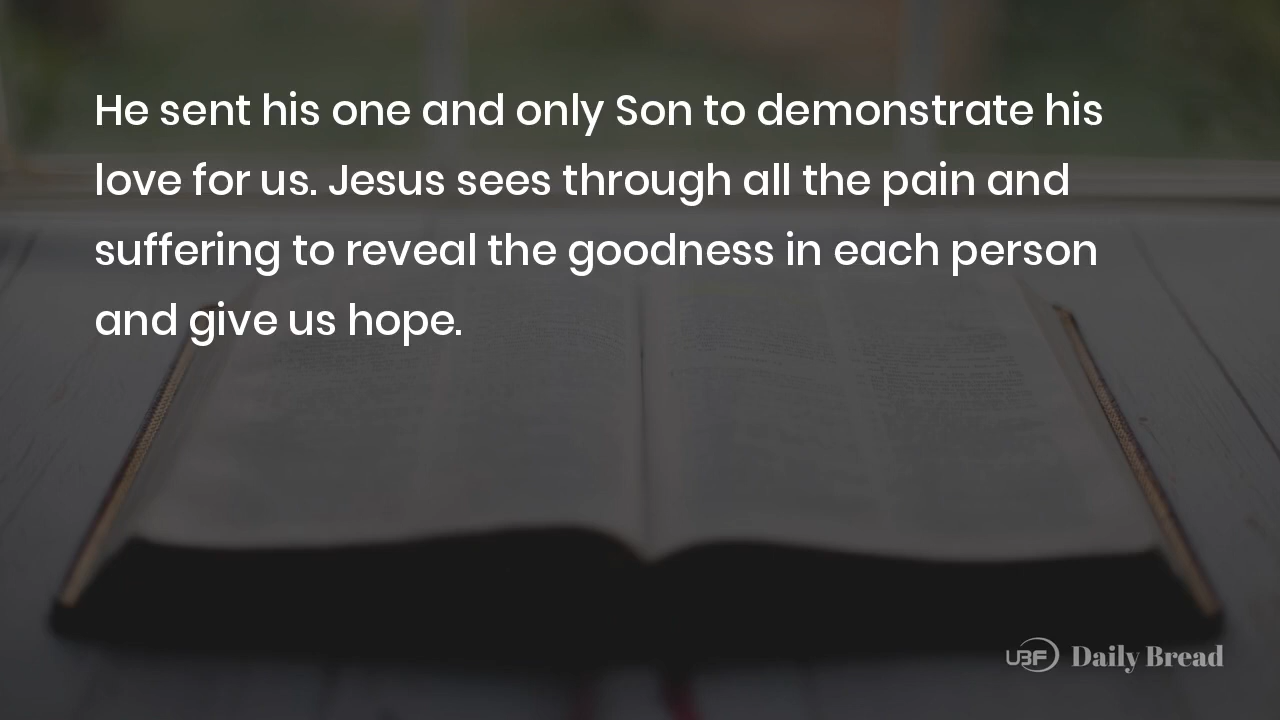 He sent his one and only Son to demonstrate his
love for us. Jesus sees through all the pain and
suffering to reveal the goodness in each person
and give us hope.
UBF Daily Bread